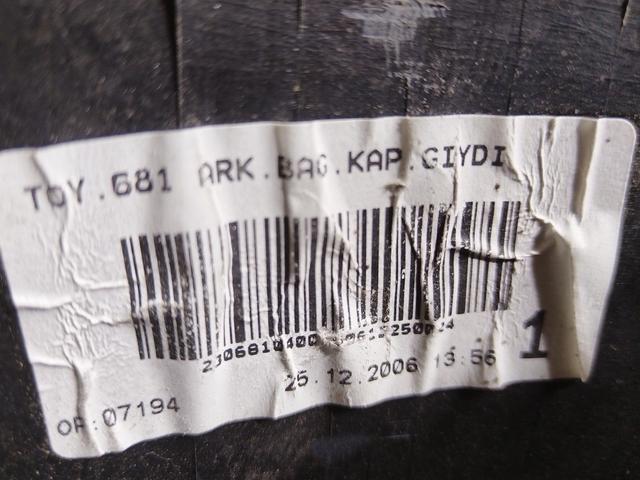 TOY.681 ARK.BAG.KAP.GIYDI
25.12.2006 13:56
1
OP:07194